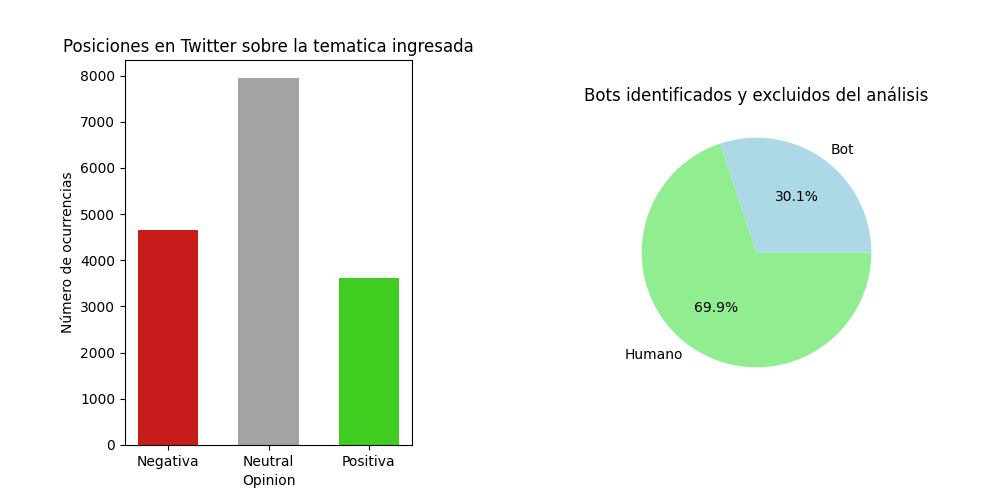 Posiciones en Twitter sobre la tematica ingresada
Número de ocurrencias
8000
7000
6000
5000
4000
3000
2000
1000
0
Negativa
Neutral
Positiva
Opinion
Bots identificados y excluidos del análisis
Bot
30.1%
69.9%
Humano